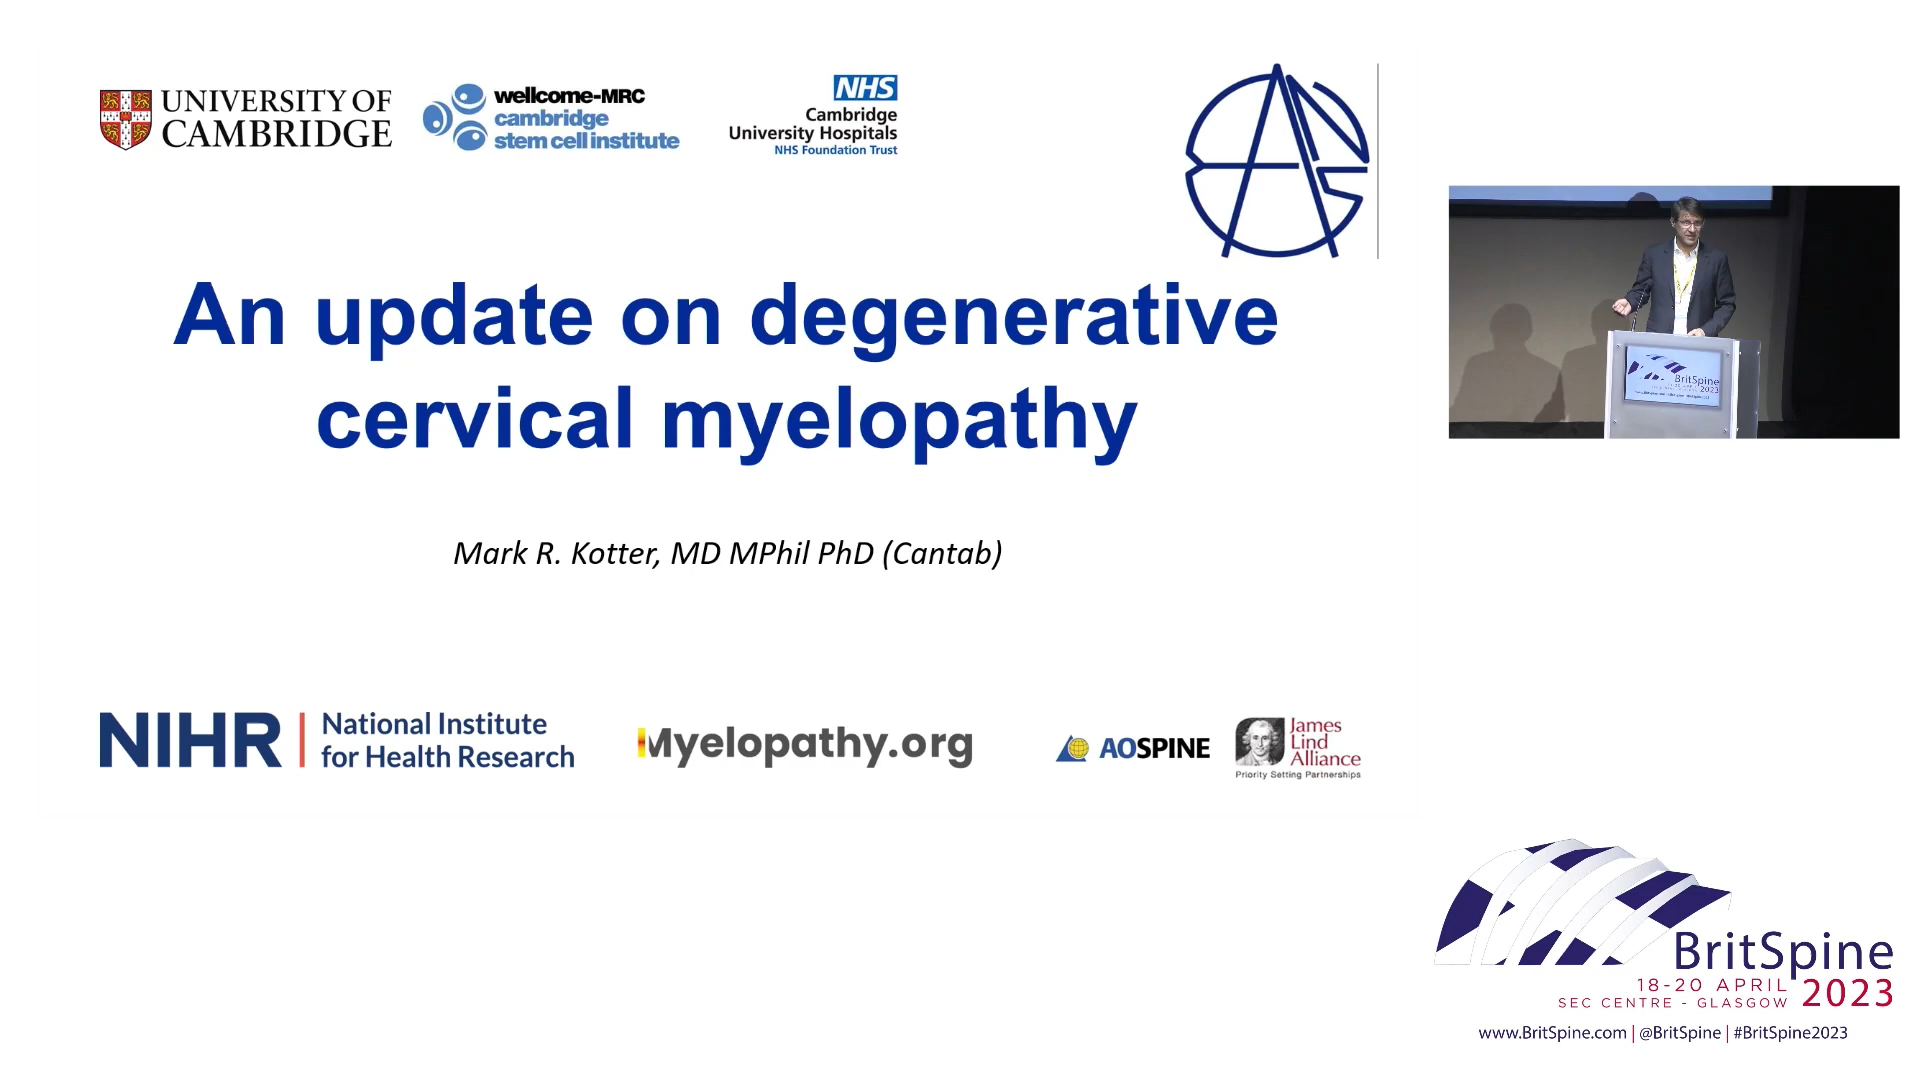 UNIVERSITY OF
CAMBRIDGE
wellcome-MRC
cambridge
stem cell institute
NHS
Cambridge
University Hospitals
NHS Foundation Trust
An update on degenerative
cervical myelopathy
Mark R. Kotter, MD MPhil PhD (Cantab)
NIHR
National Institute
for Health Research
Myelopathy.org
AOSPINE
James
Lind
Alliance
Priority Setting Partnerships
BritSpine
2023
BritSpine
18-20 APRIL
2023
SEC CENTRE - GLASGOW
www.BritSpine.com | @BritSpine | #BritSpine2023